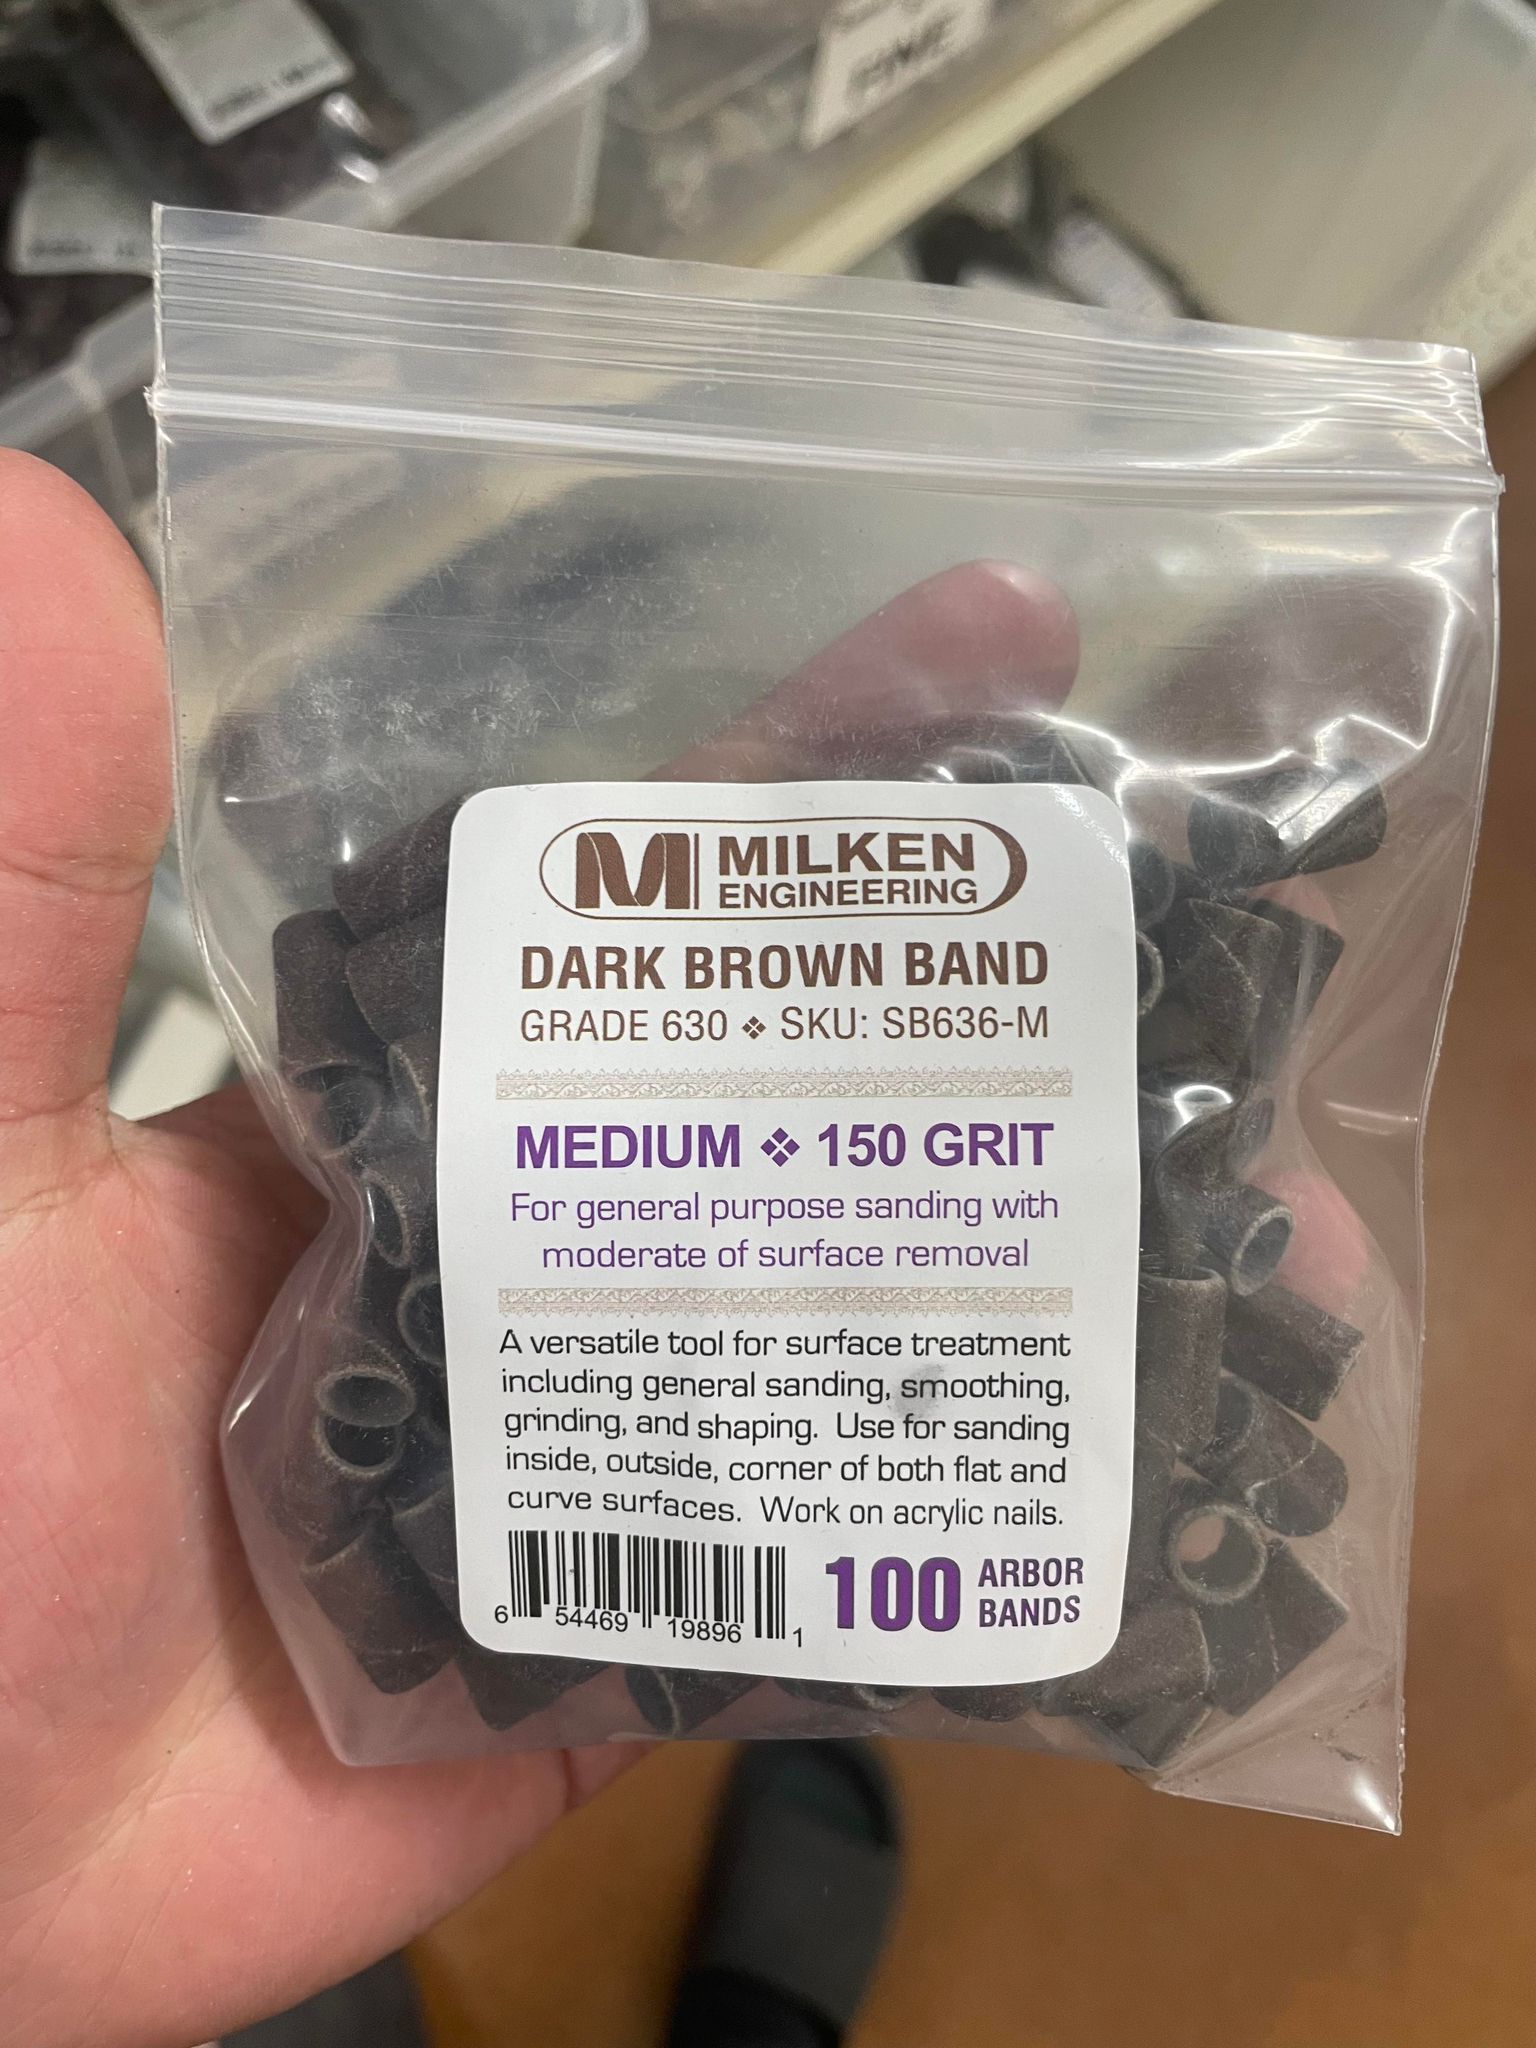 M MILKEN
ENGINEERING
DARK BROWN BAND
GRADE 630 ❖ SKU: SB636-M
MEDIUM ❖ 150 GRIT
For general purpose sanding with
moderate of surface removal
A versatile tool for surface treatment
including general sanding, smoothing,
grinding, and shaping. Use for sanding
inside, outside, corner of both flat and
curve surfaces. Work on acrylic nails.
6 54469 19896 1
100 ARBOR
BANDS